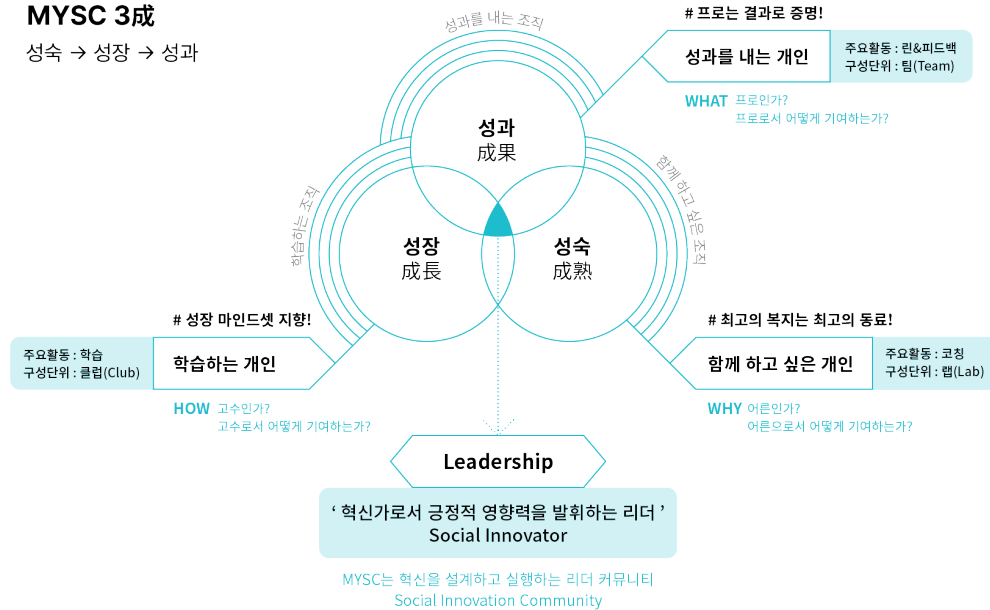 MYSC 3成
성숙 → 성장 → 성과
성과를 내는 조직
# 프로는 결과로 증명!
성과를 내는 개인
주요활동 : 린&피드백
구성단위 : 팀(Team)
WHAT 프로인가?
프로로서 어떻게 기여하는가?
성과
成果
함께 하고 싶은 조직
학습하는 조직
성장
成長
성숙
成熟
# 성장 마인드셋 지향!
주요활동 : 학습
구성단위 : 클럽(Club)
학습하는 개인
HOW 고수인가?
고수로서 어떻게 기여하는가?
# 최고의 복지는 최고의 동료!
함께 하고 싶은 개인
주요활동 : 코칭
구성단위 : 랩(Lab)
WHY 어른인가?
어른으로서 어떻게 기여하는가?
Leadership
‘ 혁신가로서 긍정적 영향력을 발휘하는 리더 ’
Social Innovator
MYSC는 혁신을 설계하고 실행하는 리더 커뮤니티
Social Innovation Community